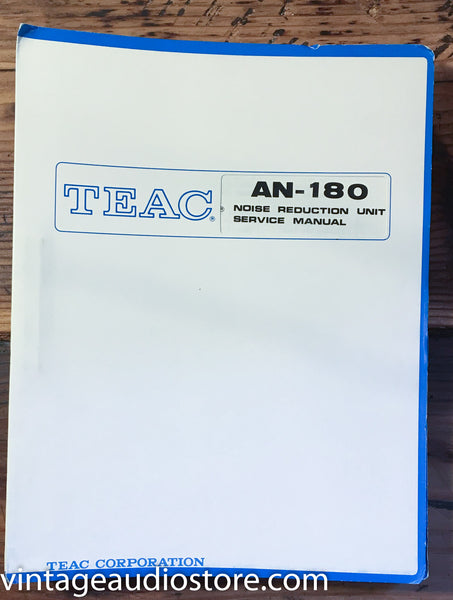 TEAC®
AN-180
NOISE REDUCTION UNIT
SERVICE MANUAL
TEAC CORPORATION
vintageaudiostore.com